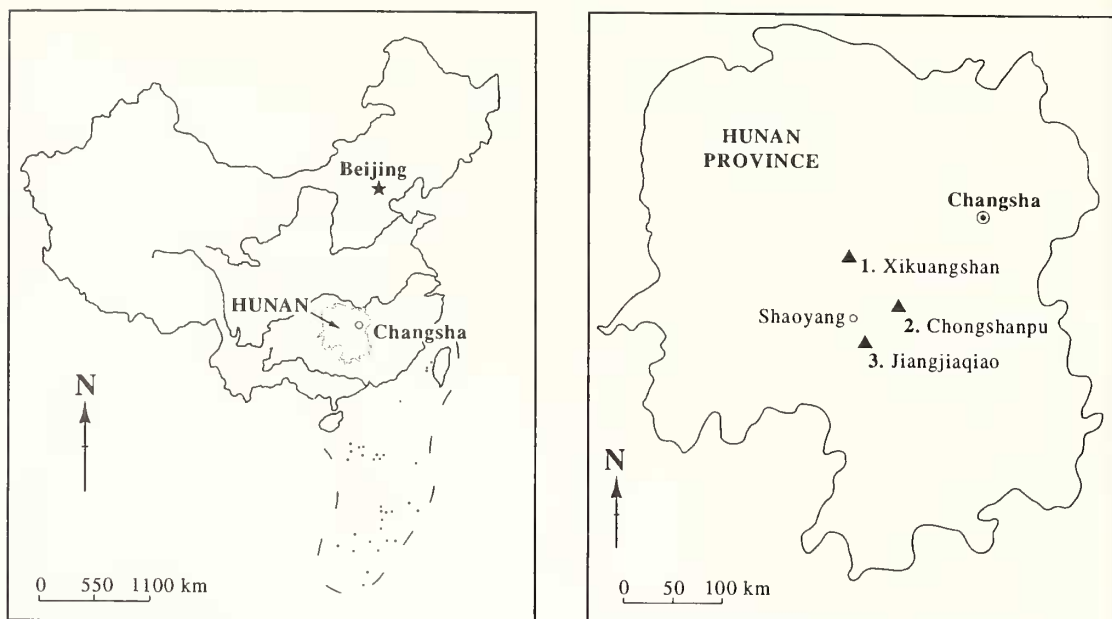 Beijing
HUNAN
Changsha
N
0 550 1100 km
HUNAN
PROVINCE
Changsha
1. Xikuangshan
Shaoyang
2. Chongshanpu
3. Jiangjiaqiao
N
0 50 100 km